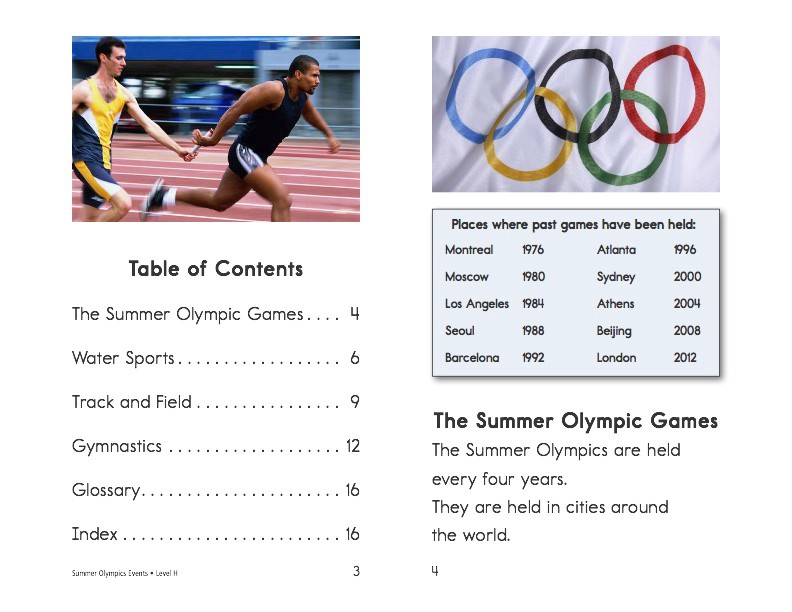 Table of Contents
The Summer Olympic Games . . . . 4
Water Sports . . . . . . . . . . . . . . . . . . 6
Track and Field . . . . . . . . . . . . . . . . 9
Gymnastics . . . . . . . . . . . . . . . . . . . 12
Glossary . . . . . . . . . . . . . . . . . . . . . . 16
Index . . . . . . . . . . . . . . . . . . . . . . . . 16
Summer Olympics Events • Level H
3
Places where past games have been held:
Montreal 1976 Atlanta 1996
Moscow 1980 Sydney 2000
Los Angeles 1984 Athens 2004
Seoul 1988 Beijing 2008
Barcelona 1992 London 2012
The Summer Olympic Games
The Summer Olympics are held
every four years.
They are held in cities around
the world.
4